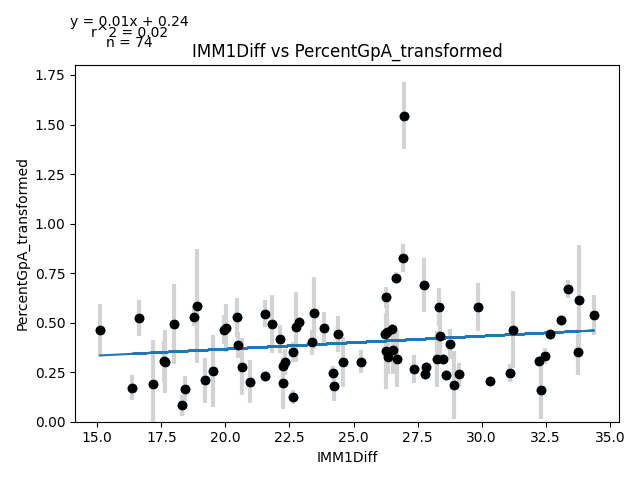 y = 0.01x + 0.24
r^2 = 0.02
n = 74
IMM1Diff vs PercentGpA_transformed
1.75
1.50
1.25
1.00
0.75
0.50
0.25
0.00
PercentGpA_transformed
15.0 17.5 20.0 22.5 25.0 27.5 30.0 32.5 35.0
IMM1Diff